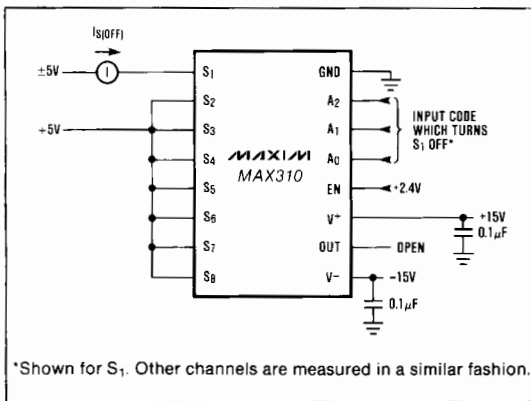 IS(OFF)
±5V
I
+5V
S1
S2
S3
S4
S5
S6
S7
S8
MAXIM
MAX310
GND
A2
A1
A0
EN
V+
OUT
V−
INPUT CODE
WHICH TURNS
S1 OFF*
+2.4V
+15V
0.1µF
OPEN
−15V
0.1µF
*Shown for S1. Other channels are measured in a similar fashion.